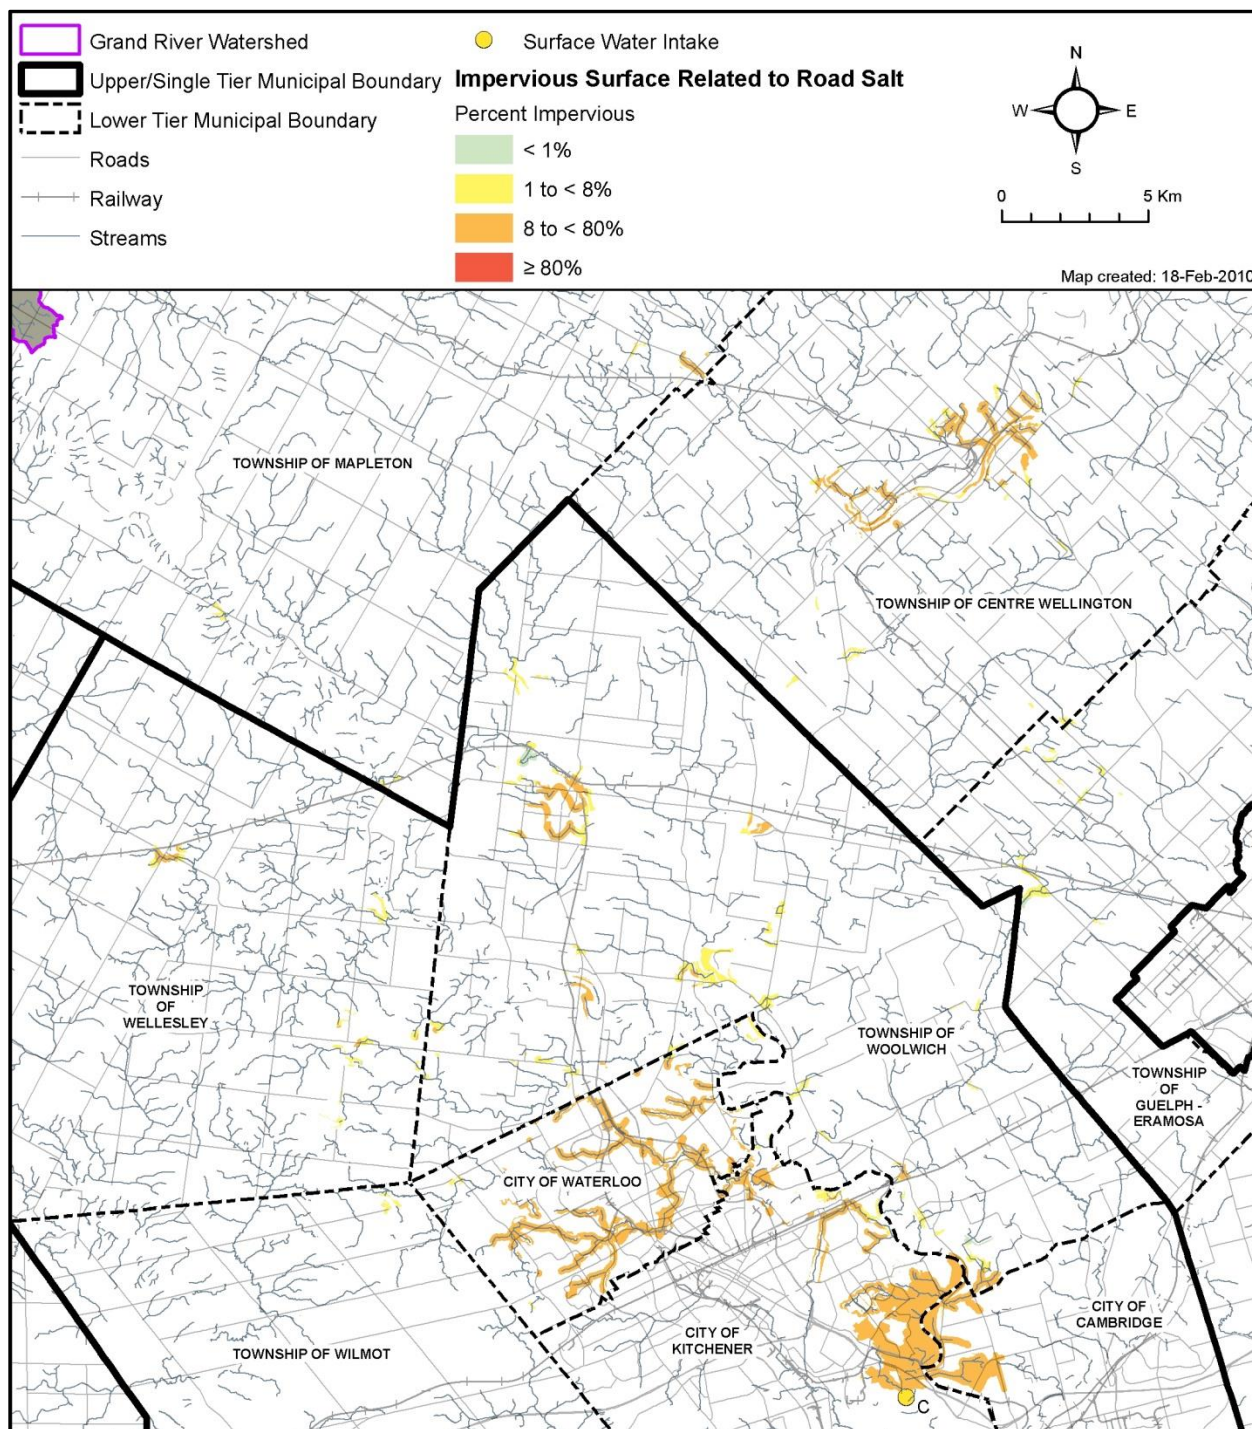 Grand River Watershed
Upper/Single Tier Municipal Boundary
Lower Tier Municipal Boundary
Roads
Railway
Streams
Surface Water Intake
Impervious Surface Related to Road Salt
Percent Impervious
< 1%
1 to < 8%
8 to < 80%
≥ 80%
N
W E
S
0 5 Km
Map created: 18-Feb-2010
TOWNSHIP OF MAPLETON
TOWNSHIP OF CENTRE WELLINGTON
TOWNSHIP
OF
WELLESLEY
TOWNSHIP OF
WOOLWICH
TOWNSHIP
OF
GUELPH -
ERAMOSA
CITY OF WATERLOO
CITY OF
KITCHENER
CITY OF
CAMBRIDGE
TOWNSHIP OF WILMOT
C